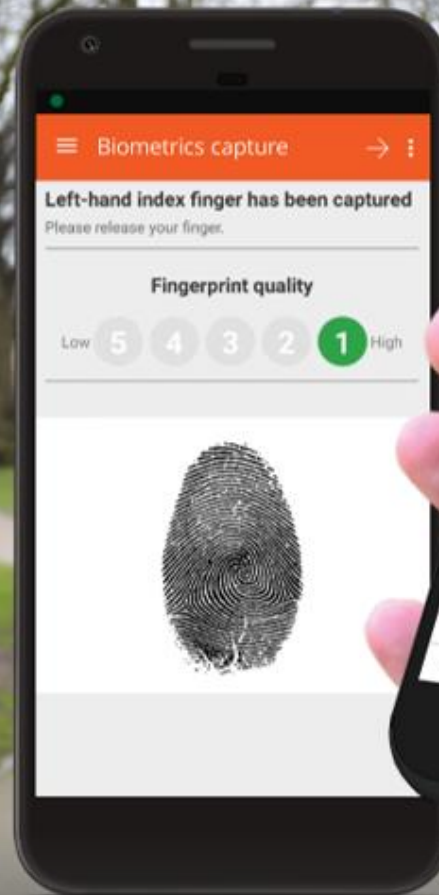 Biometrics capture
Left-hand index finger has been captured
Please release your finger.
Fingerprint quality
Low 5 4 3 2 1 High